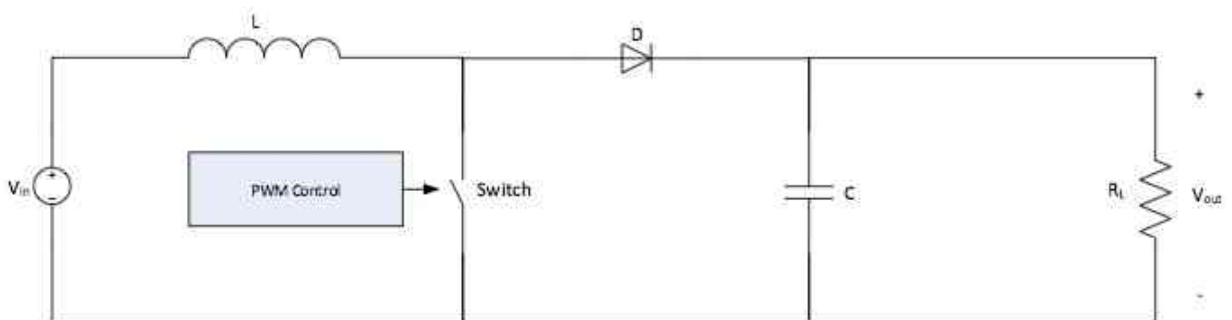 L
D
+
Vin
+
-
PWM Control
Switch
C
RL
Vout
-